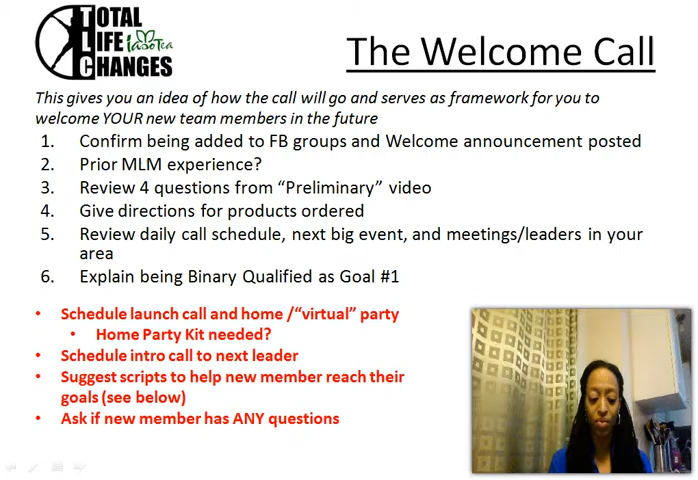 TOTAL
LIFE iasoTea
CHANGES
The Welcome Call
This gives you an idea of how the call will go and serves as framework for you to
welcome YOUR new team members in the future
1. Confirm being added to FB groups and Welcome announcement posted
2. Prior MLM experience?
3. Review 4 questions from “Preliminary” video
4. Give directions for products ordered
5. Review daily call schedule, next big event, and meetings/leaders in your
area
6. Explain being Binary Qualified as Goal #1
• Schedule launch call and home /“virtual” party
• Home Party Kit needed?
• Schedule intro call to next leader
• Suggest scripts to help new member reach their
goals (see below)
• Ask if new member has ANY questions